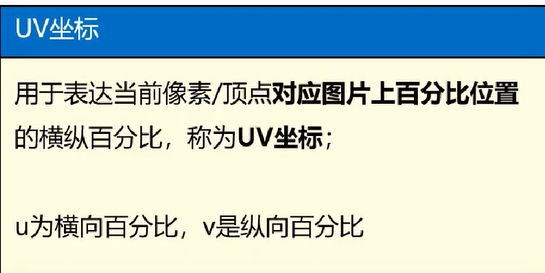 UV坐标
用于表达当前像素/顶点对应图片上百分比位置
的横纵百分比，称为UV坐标；
u为横向百分比，v是纵向百分比